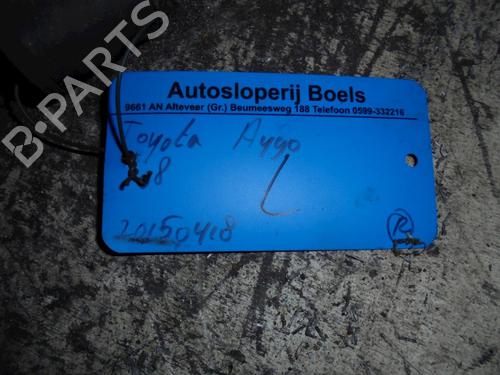 B-PARTS
Autosloperij Boels
9661 AN Alteveer (Gr.) Beumeesweg 188 Telefoon 0599-332216
Toyota Aygo
L
20150418
R